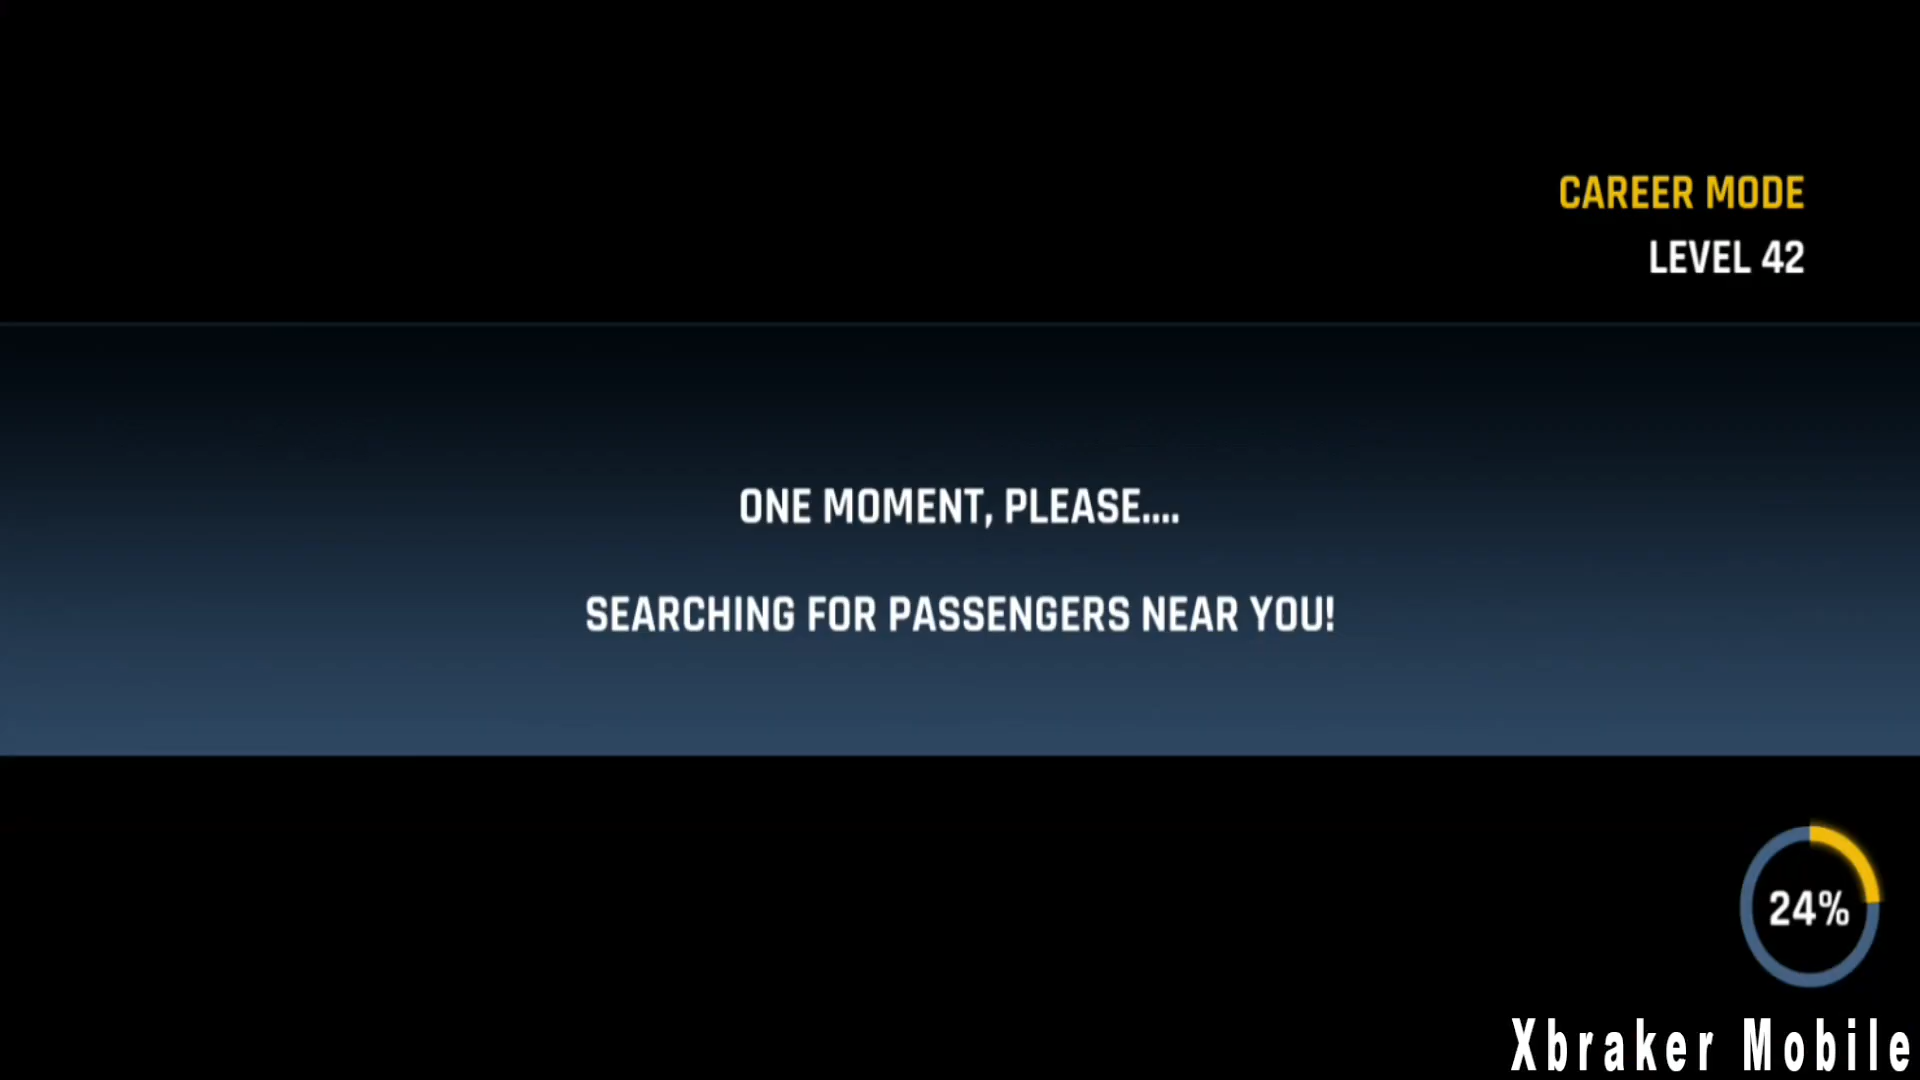 CAREER MODE
LEVEL 42
ONE MOMENT, PLEASE....
SEARCHING FOR PASSENGERS NEAR YOU!
24%
Xbraker Mobile